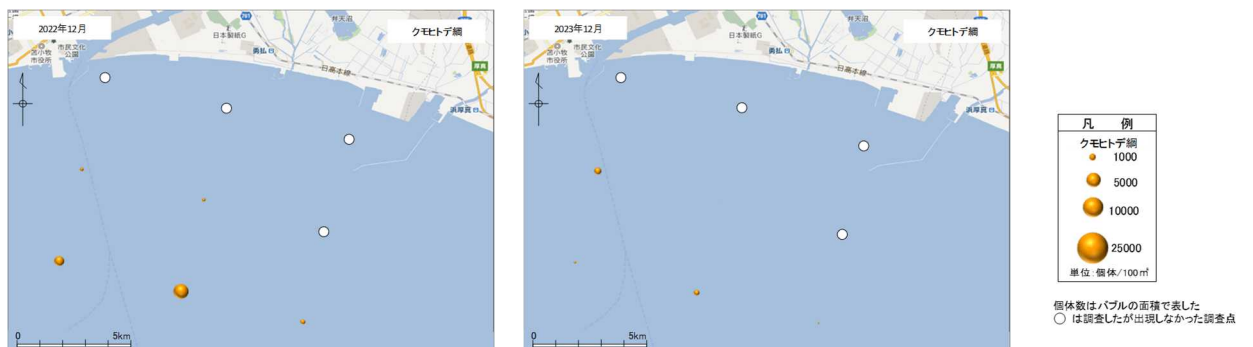 2022年12月
クモヒトデ綱
781
弁天沼
日本製紙G
勇払
市民文化
公園
苫小牧
市役所
日高本線
厚真
浜厚真
0
5km
2023年12月
クモヒトデ綱
781
弁天沼
日本製紙G
勇払
市民文化
公園
苫小牧
市役所
日高本線
厚真
浜厚真
0
5km
凡 例
クモヒトデ綱
1000
5000
10000
25000
単位:個体/100㎡
個体数はバブルの面積で表した
○ は調査したが出現しなかった調査点